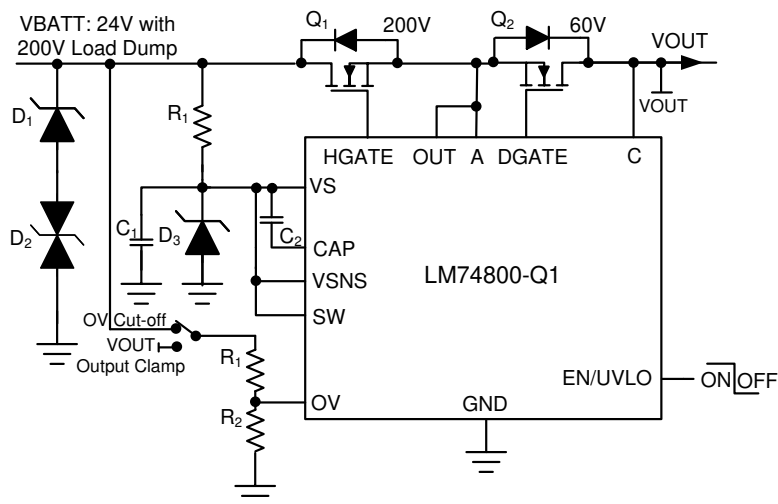 VBATT: 24V with
200V Load Dump
Q1
200V
Q2
60V
VOUT
VOUT
D1
R1
HGATE
OUT
A
DGATE
C
VS
C1
D3
C2
D2
CAP
VSNS
LM74800-Q1
SW
OV Cut-off
VOUT
Output Clamp
R1
EN/UVLO
ON
OFF
R2
OV
GND